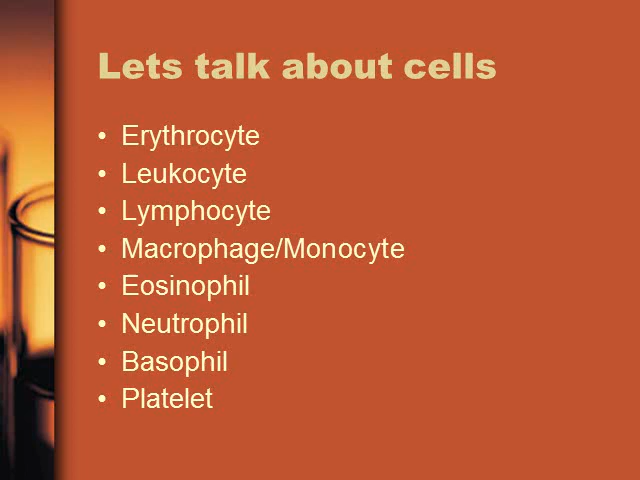 Lets talk about cells
• Erythrocyte
• Leukocyte
• Lymphocyte
• Macrophage/Monocyte
• Eosinophil
• Neutrophil
• Basophil
• Platelet